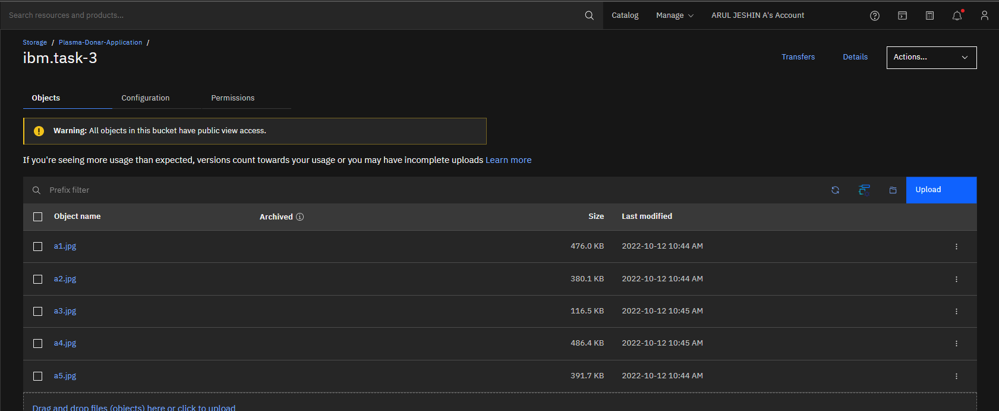 Search resources and products...
Catalog
Manage
ARUL JESHIN A's Account
Storage / Plasma-Donar-Application /
ibm.task-3
Transfers
Details
Actions...
Objects
Configuration
Permissions
Warning: All objects in this bucket have public view access.
If you're seeing more usage than expected, versions count towards your usage or you may have incomplete uploads Learn more
Prefix filter
Upload
Object name Archived Size Last modified
a1.jpg 476.0 KB 2022-10-12 10:44 AM
a2.jpg 380.1 KB 2022-10-12 10:44 AM
a3.jpg 116.5 KB 2022-10-12 10:45 AM
a4.jpg 486.4 KB 2022-10-12 10:45 AM
a5.jpg 391.7 KB 2022-10-12 10:44 AM
Drag and drop files (objects) here or click to upload